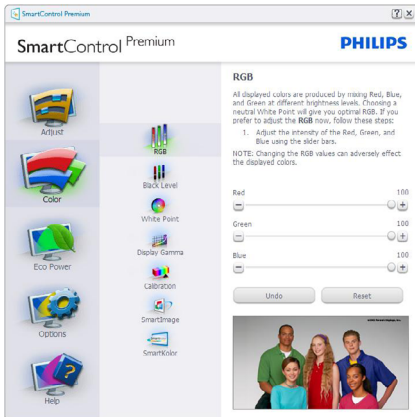 SmartControl Premium
SmartControl Premium
PHILIPS
Adjust
Color
Eco Power
Options
Help
RGB
Black Level
White Point
Display Gamma
Calibration
SmartImage
SmartKolor
RGB
All displayed colors are produced by mixing Red, Blue,
and Green at different brightness levels. Choosing a
neutral White Point will give you optimal RGB. If you
prefer to adjust the RGB now, follow these steps:
1. Adjust the intensity of the Red, Green, and
Blue using the slider bars.
NOTE: Changing the RGB values can adversely effect
the displayed colors.
Red 100
Green 100
Blue 100
Undo Reset